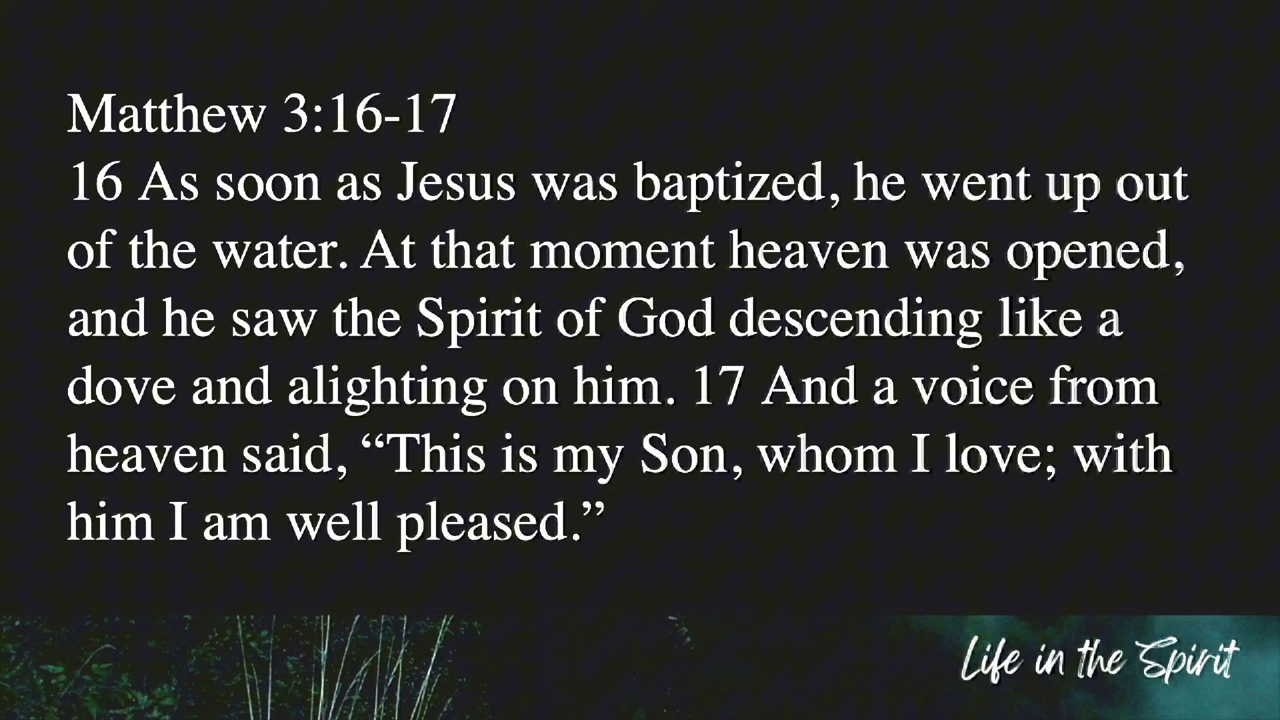 Matthew 3:16-17
16 As soon as Jesus was baptized, he went up out
of the water. At that moment heaven was opened,
and he saw the Spirit of God descending like a
dove and alighting on him. 17 And a voice from
heaven said, “This is my Son, whom I love; with
him I am well pleased.”
Life in the Spirit